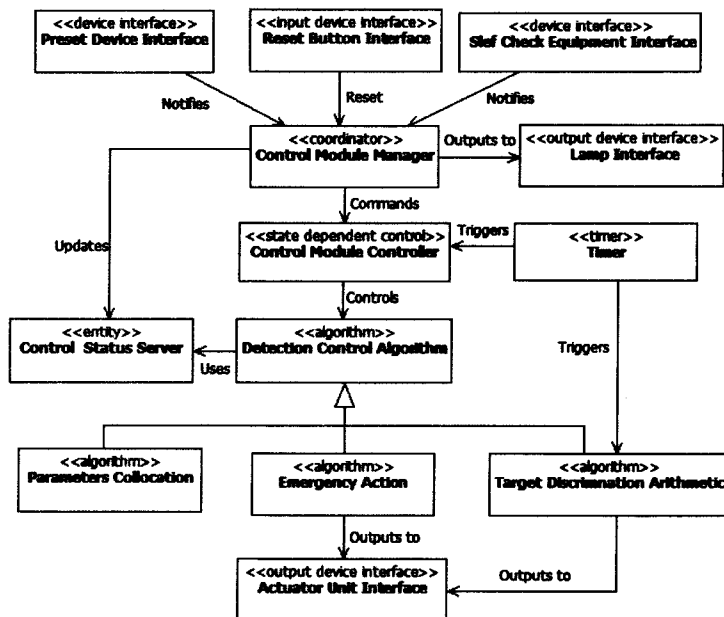 <<device interface>>
Preset Device Interface
<<input device interface>>
Reset Button Interface
<<device interface>>
Slef Check Equipment Interface
Notifies
Reset
Notifies
<<coordinator>>
Control Module Manager
Outputs to
<<output device interface>>
Lamp Interface
Commands
Updates
<<state dependent control>>
Control Module Controller
Triggers
<<timer>>
Timer
Controls
<<entity>>
Control Status Server
Uses
<<algorithm>>
Detection Control Algorithm
Triggers
<<algorithm>>
Parameters Collocation
<<algorithm>>
Emergency Action
<<algorithm>>
Target Discrimnation Arithmetic
Outputs to
Outputs to
<<output device interface>>
Actuator Unit Interface